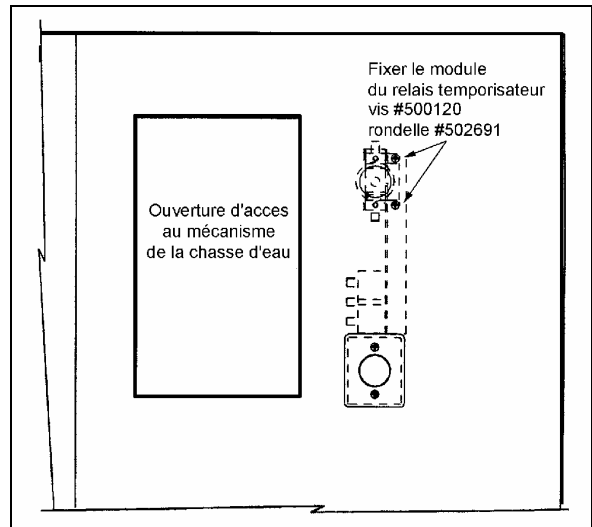 Fixer le module
du relais temporisateur
vis #500120
rondelle #502691
Ouverture d'acces
au mécanisme
de la chasse d'eau